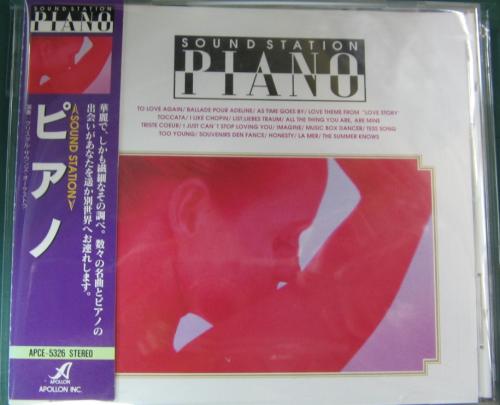 SOUND STATION
PIANO
ピアノ
<SOUND STATION>
華麗で、しかも繊細なその調べ。数々の名曲とピアノの
出会いがあなたを遥か別世界へお連れします。
APCE-5326 STEREO
APOLLON
APOLLON INC.
SOUND STATION
PIANO
TO LOVE AGAIN/ BALLADE POUR ADELINE/ AS TIME GOES BY/ LOVE THEME FROM "LOVE STORY"
TOCCATA/ I LIKE CHOPIN/ LIST:LIEBES TRAUM/ ALL THE THING YOU ARE, ARE MINE
TRISTE COEUR/ I JUST CAN'T STOP LOVING YOU/ IMAGINE/ MUSIC BOX DANCER/ TESS SONG
TOO YOUNG/ SOUVENIRS DEN FANCE/ HONESTY/ LA MER/ THE SUMMER KNOWS